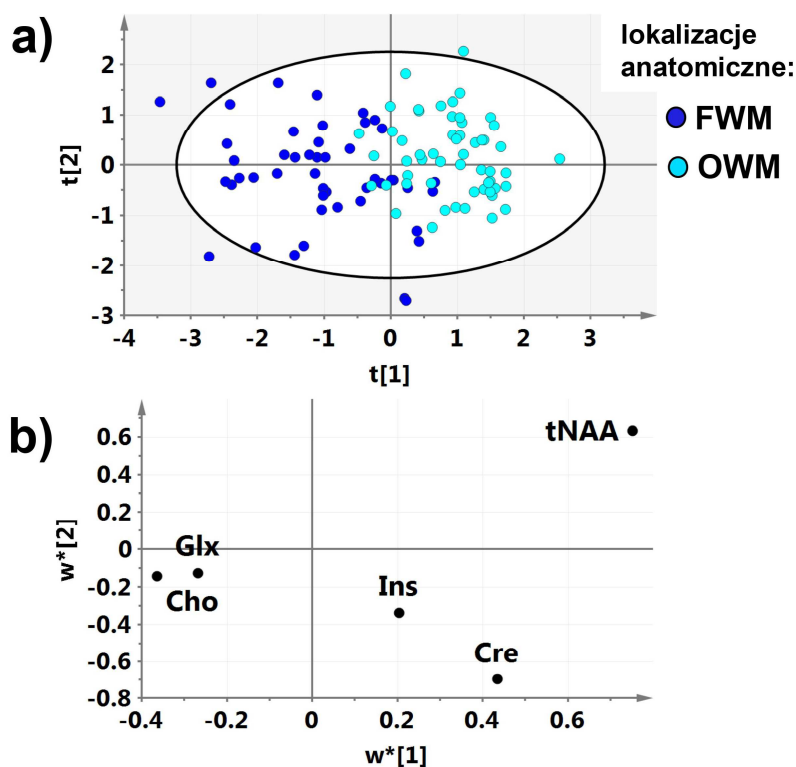 a)
lokalizacje
anatomiczne:
FWM
OWM
2
1
0
-1
-2
-3
t[2]
-4 -3 -2 -1 0 1 2 3
t[1]
b)
tNAA
0.6
0.4
0.2
0
-0.2
-0.4
-0.6
-0.8
w*[2]
Glx
Cho
Ins
Cre
-0.4 -0.2 0 0.2 0.4 0.6
w*[1]